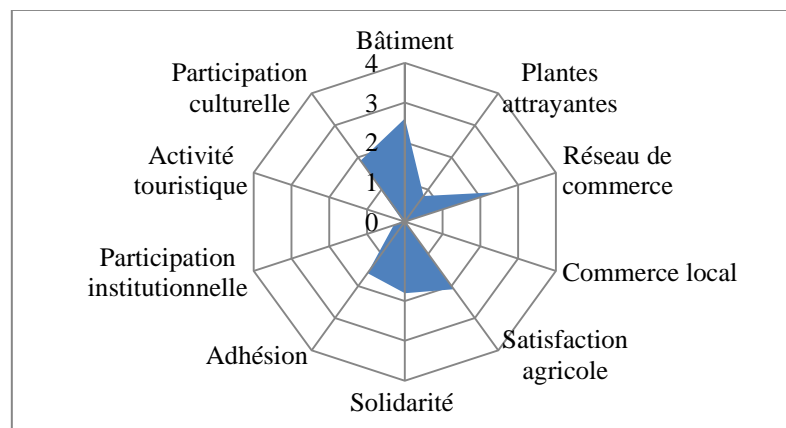 Bâtiment
Plantes
attrayantes
Réseau de
commerce
Commerce local
Satisfaction
agricole
Solidarité
Adhésion
Participation
institutionnelle
Activité
touristique
Participation
culturelle
4
3
2
1
0